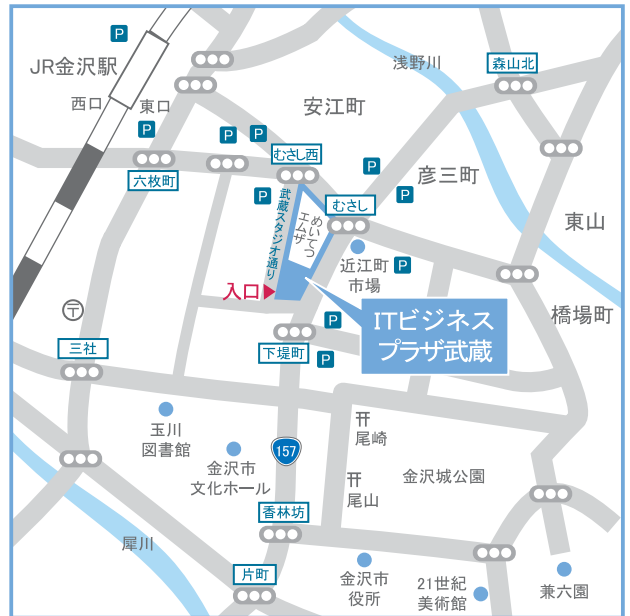 P
JR金沢駅
西口
東口
浅野川
森山北
安江町
P
P
P
むさし西
六枚町
P
彦三町
P
P
武蔵スタジオ通り
めいてつ
エムザ
むさし
東山
近江町
市場
P
入口
橋場町
ITビジネス
プラザ武蔵
〒
三社
下堤町
P
P
玉川
図書館
尾崎
157
金沢市
文化ホール
尾山
金沢城公園
香林坊
犀川
片町
金沢市
役所
21世紀
美術館
兼六園